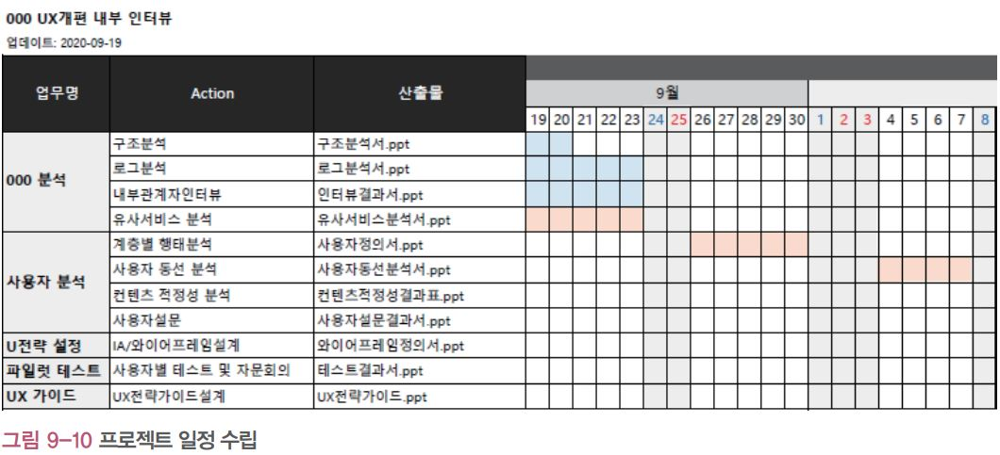 000 UX개편 내부 인터뷰
업데이트: 2020-09-19
업무명 Action 산출물 9월
19 20 21 22 23 24 25 26 27 28 29 30 1 2 3 4 5 6 7 8
000 분석
구조분석 구조분석서.ppt
로그분석 로그분석서.ppt
내부관계자인터뷰 인터뷰결과서.ppt
유사서비스 분석 유사서비스분석서.ppt
사용자 분석
계층별 행태분석 사용자정의서.ppt
사용자 동선 분석 사용자동선분석서.ppt
컨텐츠 적정성 분석 컨텐츠적정성결과표.ppt
사용자설문 사용자설문결과서.ppt
U전략 설정 IA/와이어프레임설계 와이어프레임정의서.ppt
파일럿 테스트 사용자별 테스트 및 자문회의 테스트결과서.ppt
UX 가이드 UX전략가이드설계 UX전략가이드.ppt
그림 9-10 프로젝트 일정 수립